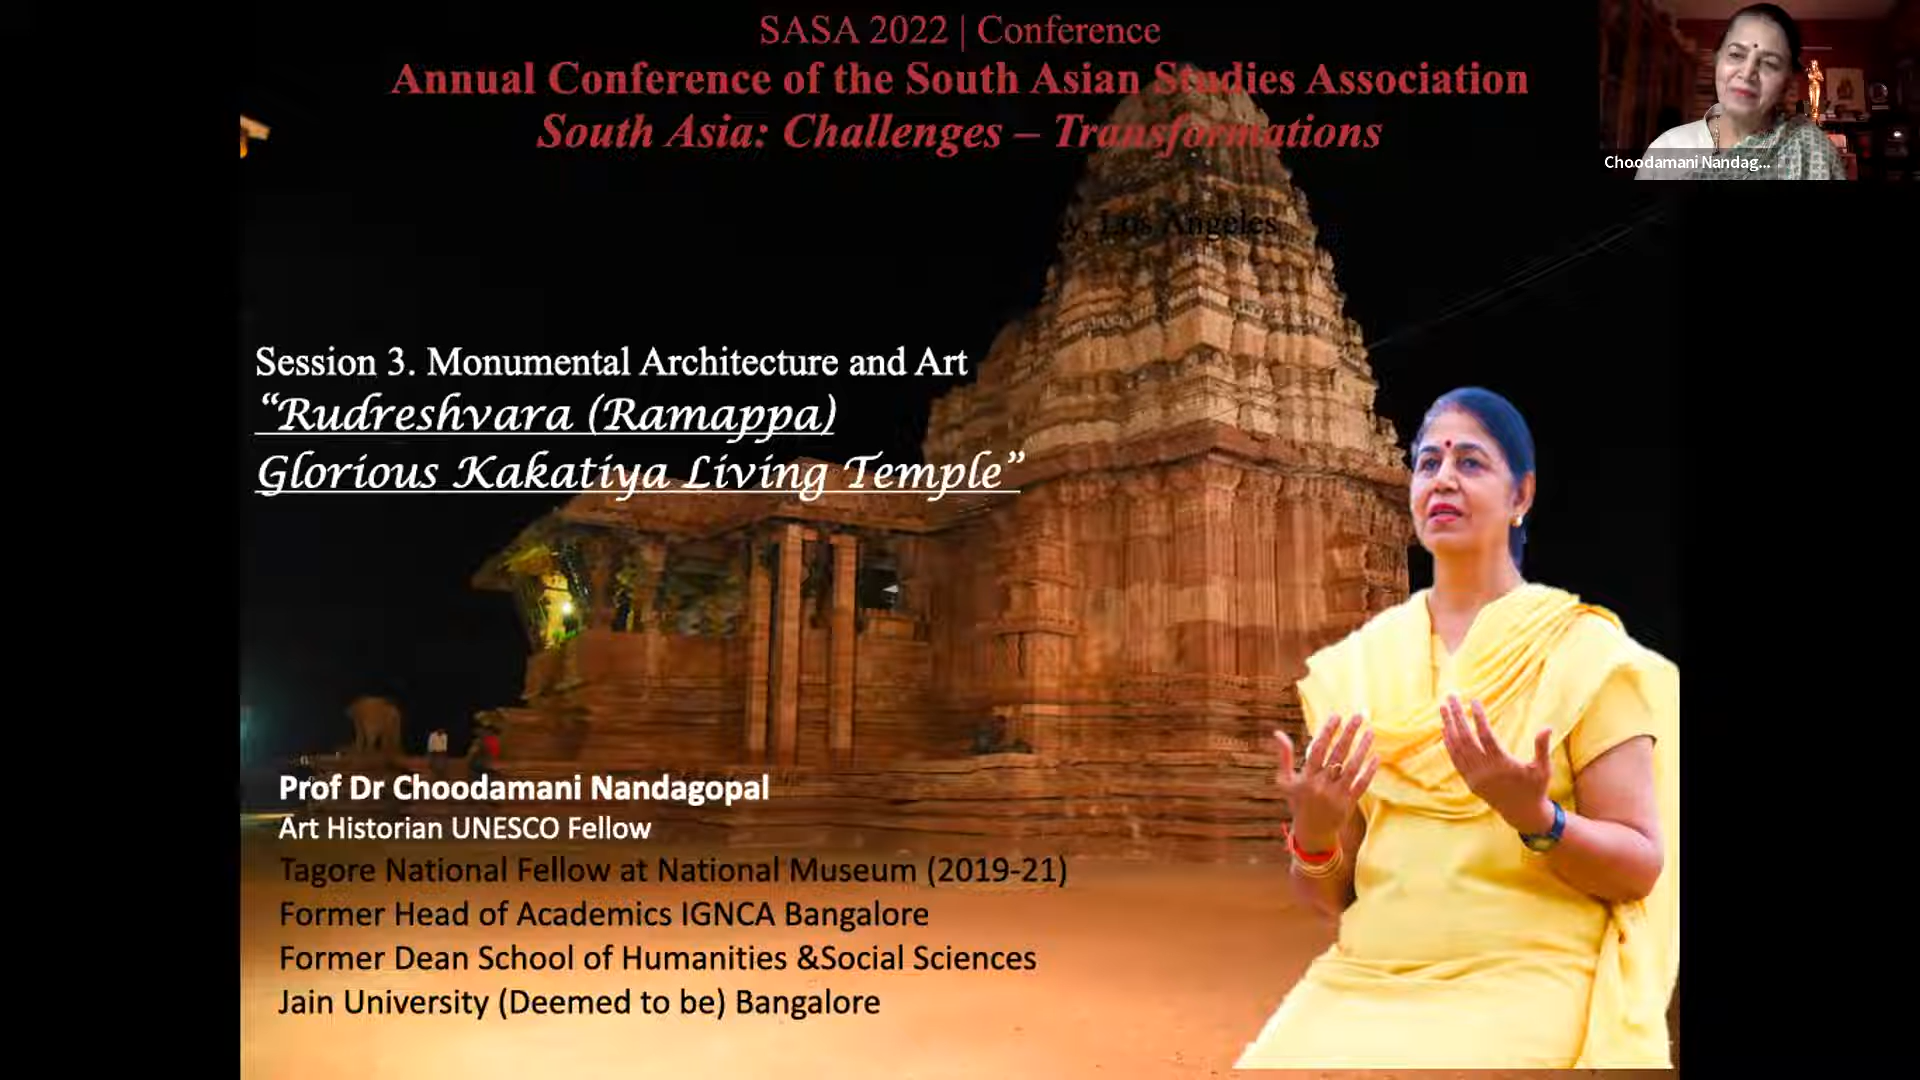 SASA 2022 | Conference
Annual Conference of the South Asian Studies Association
South Asia: Challenges – Transformations
Choodamani Nandag...
Los Angeles
Session 3. Monumental Architecture and Art
“Rudreshvara (Ramappa)
Glorious Kakatiya Living Temple”
Prof Dr Choodamani Nandagopal
Art Historian UNESCO Fellow
Tagore National Fellow at National Museum (2019-21)
Former Head of Academics IGNCA Bangalore
Former Dean School of Humanities &Social Sciences
Jain University (Deemed to be) Bangalore